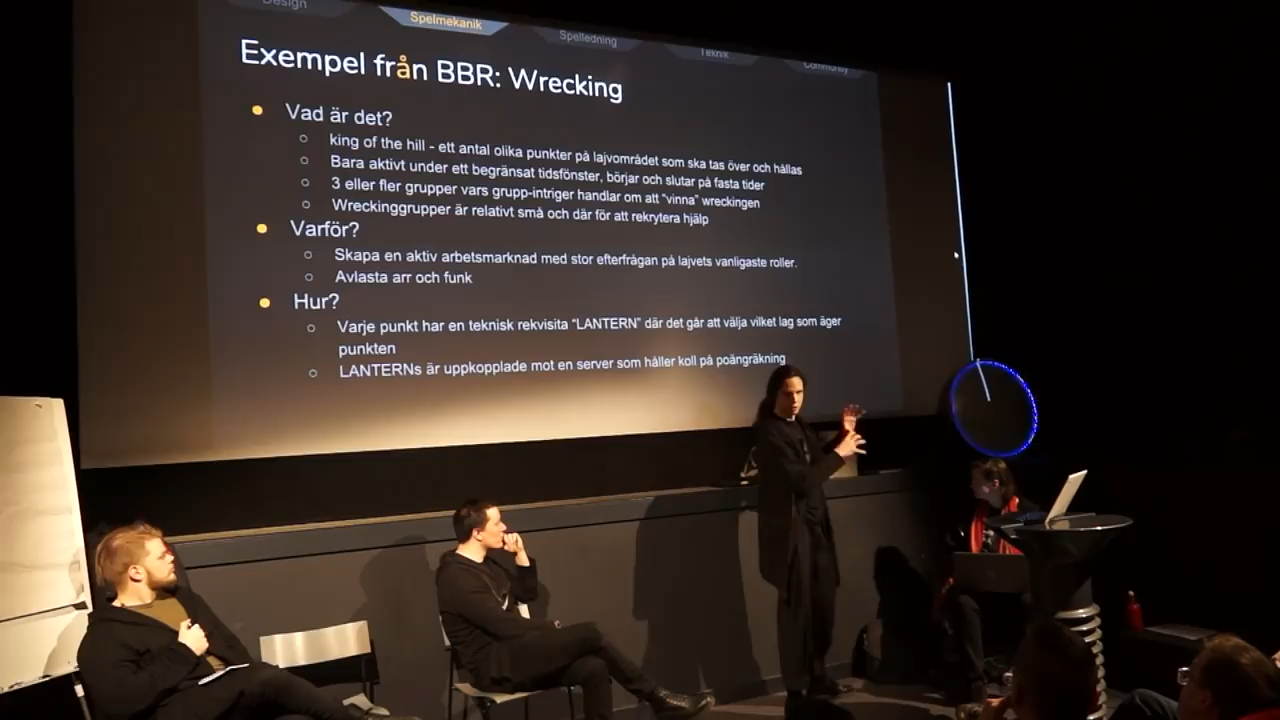 Design
Spelmekanik
Spelledning
Teknik
Community
Exempel från BBR: Wrecking
Vad är det?
king of the hill - ett antal olika punkter på lajvområdet som ska tas över och hållas
Bara aktivt under ett begränsat tidsfönster, börjar och slutar på fasta tider
3 eller fler grupper vars grupp-intriger handlar om att "vinna" wreckingen
Wreckinggrupper är relativt små och där för att rekrytera hjälp
Varför?
Skapa en aktiv arbetsmarknad med stor efterfrågan på lajvets vanligaste roller.
Avlasta arr och funk
Hur?
Varje punkt har en teknisk rekvisita "LANTERN" där det går att välja vilket lag som äger
punkten
LANTERNs är uppkopplade mot en server som håller koll på poängräkning